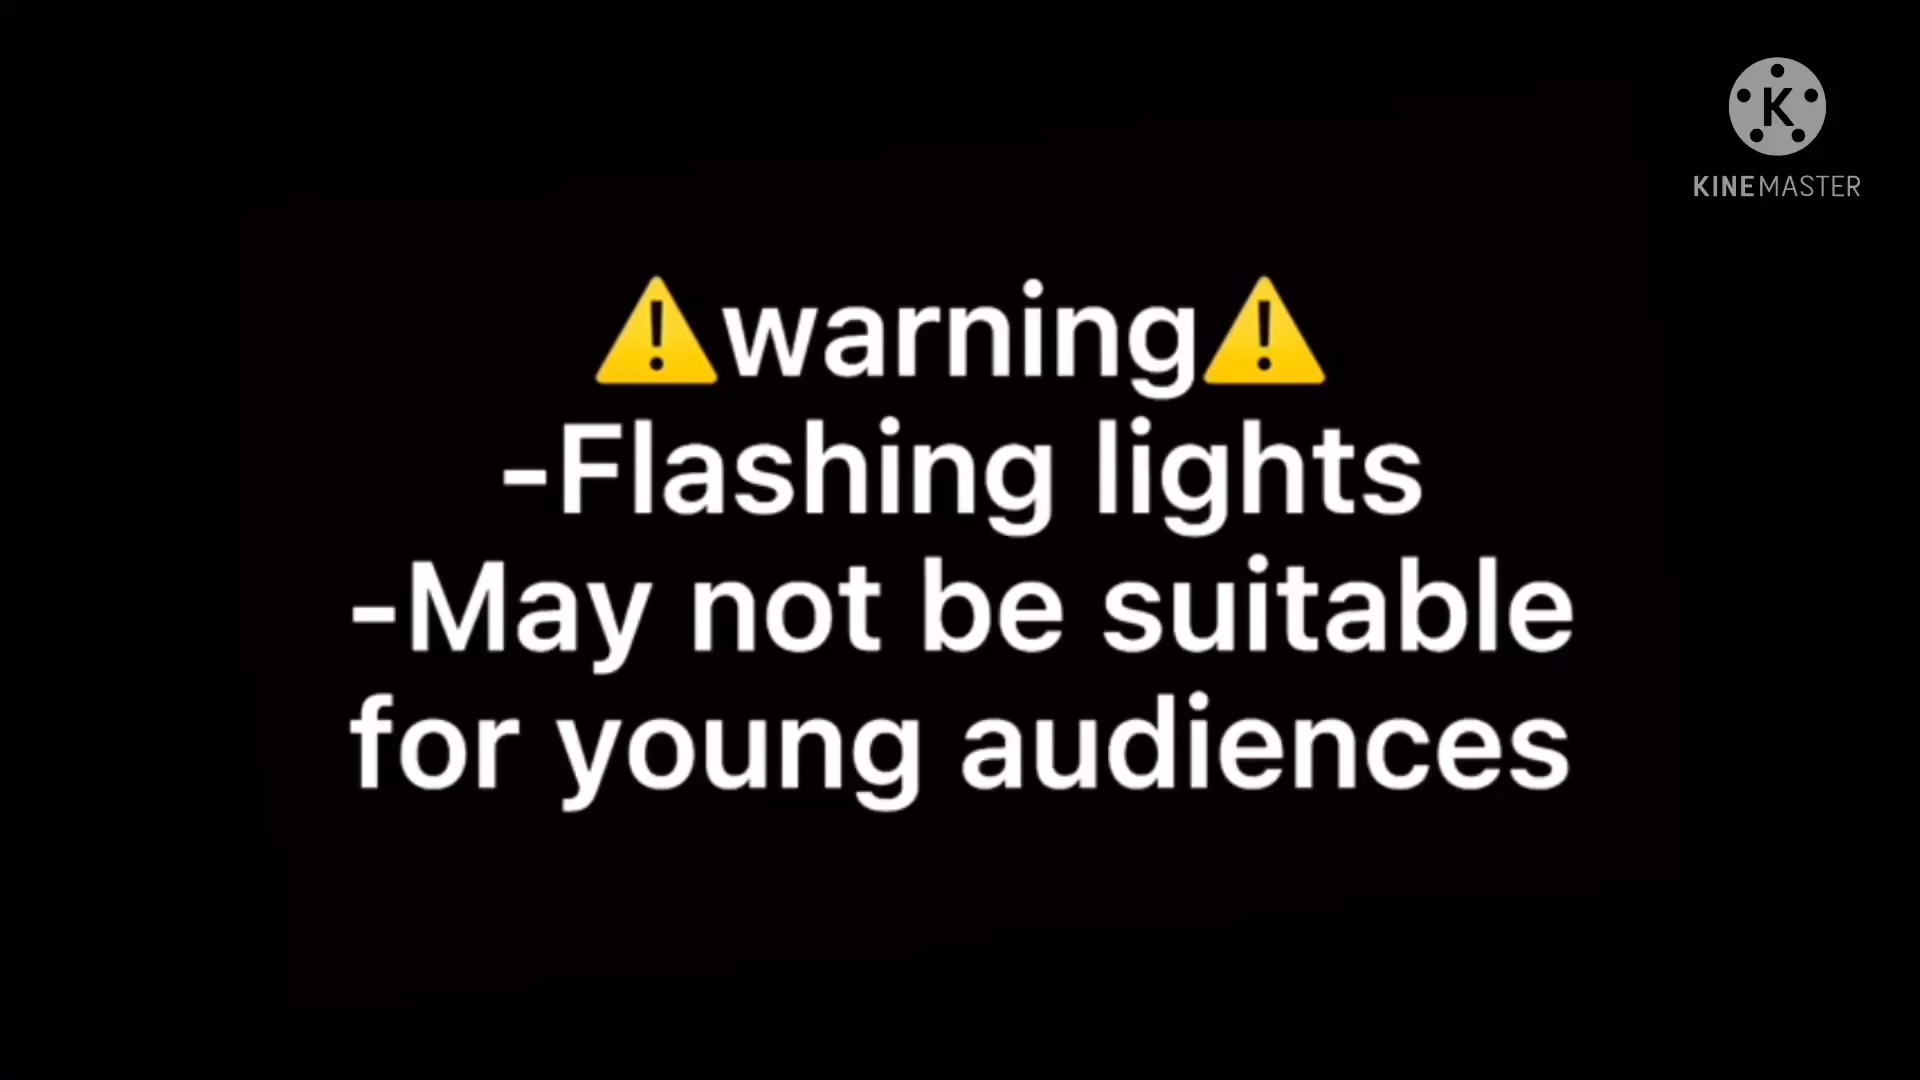 K
KINEMASTER
⚠️warning⚠️
-Flashing lights
-May not be suitable
for young audiences